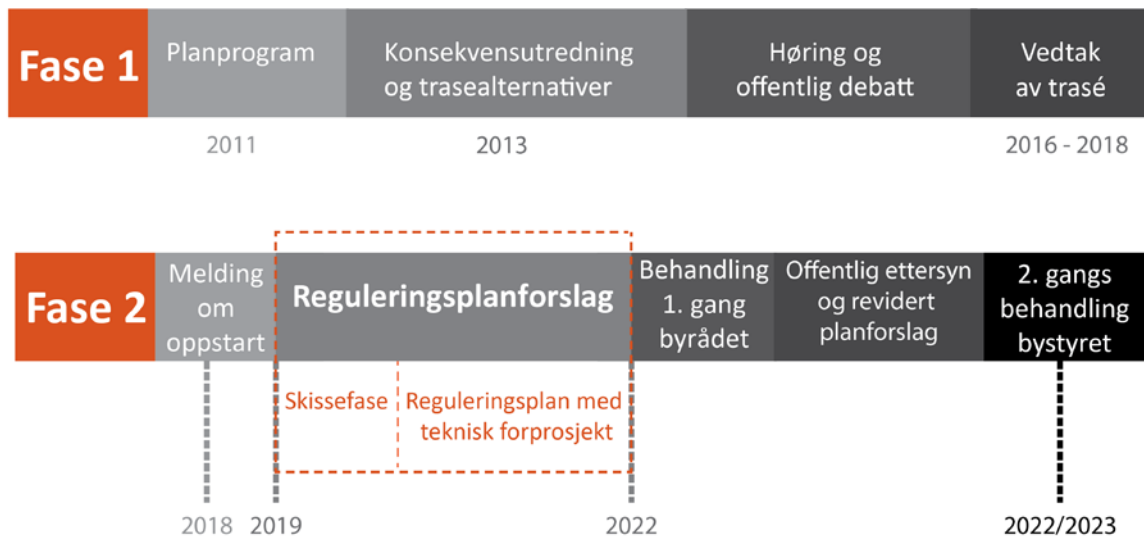 Fase 1
Planprogram
Konsekvensutredning
og trasealternativer
Høring og
offentlig debatt
Vedtak
av trasé
2011
2013
2016 - 2018
Fase 2
Melding
om
oppstart
Reguleringsplanforslag
Behandling
1. gang
byrådet
Offentlig ettersyn
og revidert
planforslag
2. gangs
behandling
bystyret
Skissefase
Reguleringsplan med
teknisk forprosjekt
2018
2019
2022
2022/2023